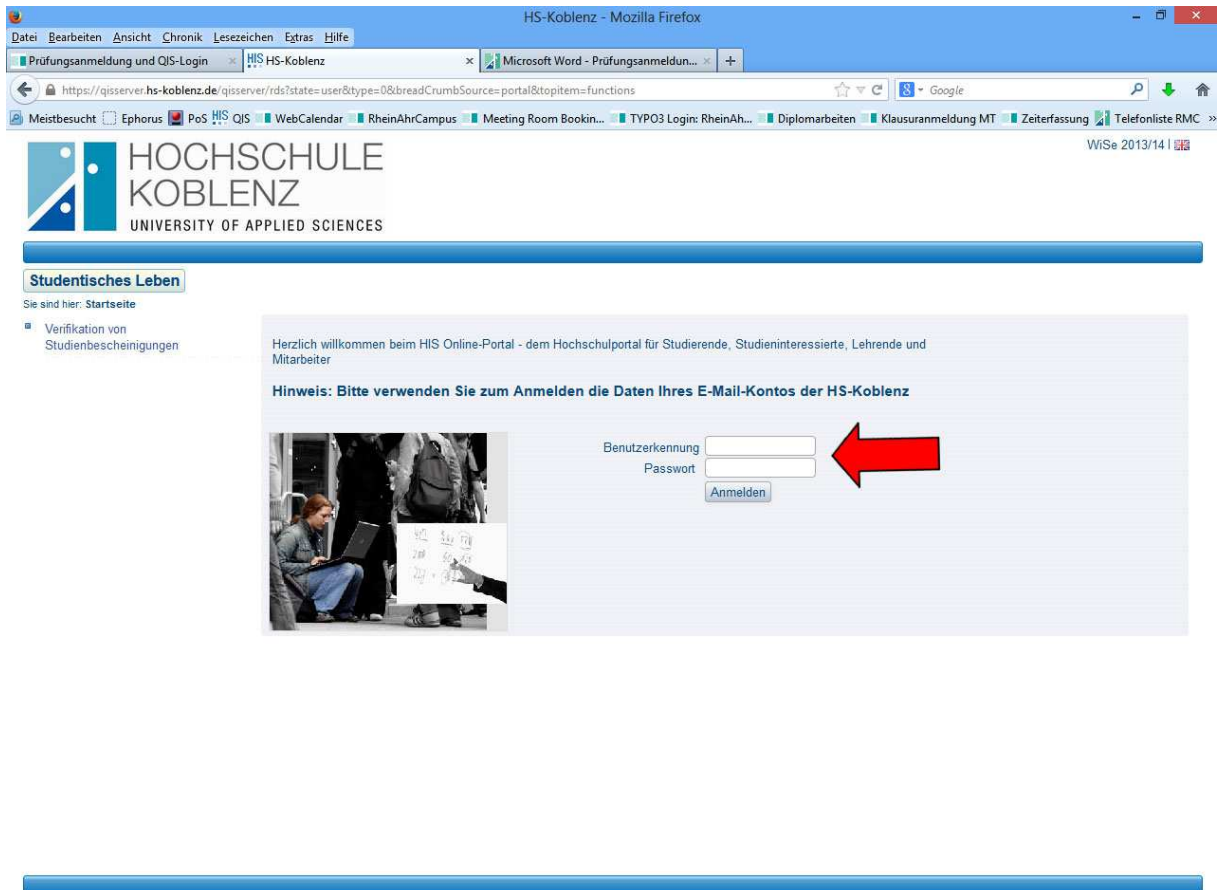 HS-Koblenz - Mozilla Firefox
Datei Bearbeiten Ansicht Chronik Lesezeichen Extras Hilfe
Prüfungsanmeldung und QIS-Login × HIS HS-Koblenz × Microsoft Word - Prüfungsanmeldun... × +
https://qisserver.hs-koblenz.de/qisserver/rds?state=user&type=0&breadCrumbSource=portal&topitem=functions 8 Google
Meistbesucht Ephorus PoS HIS QIS WebCalendar RheinAhrCampus Meeting Room Bookin... TYPO3 Login: RheinAh... Diplomarbeiten Klausuranmeldung MT Zeiterfassung Telefonliste RMC »
WiSe 2013/14 |
HOCHSCHULE
KOBLENZ
UNIVERSITY OF APPLIED SCIENCES
Studentisches Leben
Sie sind hier: Startseite
Verifikation von
Studienbescheinigungen
Herzlich willkommen beim HIS Online-Portal - dem Hochschulportal für Studierende, Studieninteressierte, Lehrende und
Mitarbeiter
Hinweis: Bitte verwenden Sie zum Anmelden die Daten Ihres E-Mail-Kontos der HS-Koblenz
Benutzerkennung
Passwort
Anmelden